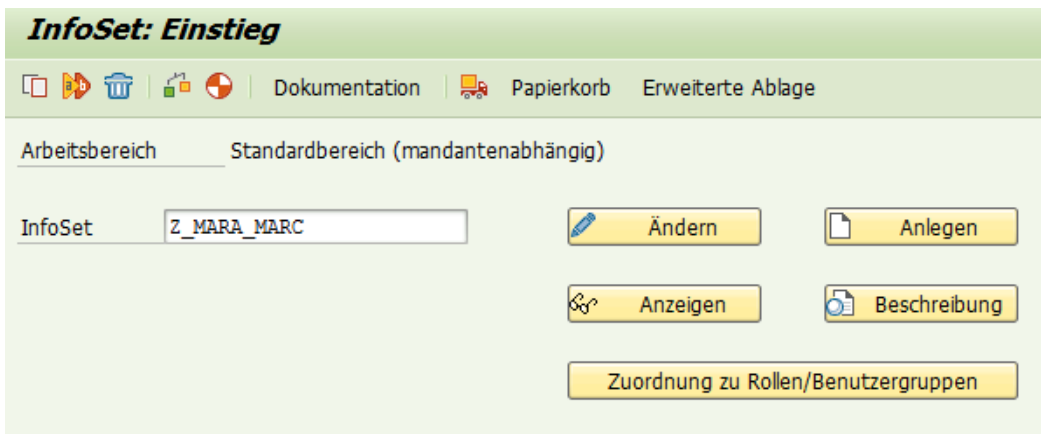 InfoSet: Einstieg
Dokumentation Papierkorb Erweiterte Ablage
Arbeitsbereich Standardbereich (mandantenabhängig)
InfoSet Z_MARA_MARC Ändern Anlegen
Anzeigen Beschreibung
Zuordnung zu Rollen/Benutzergruppen